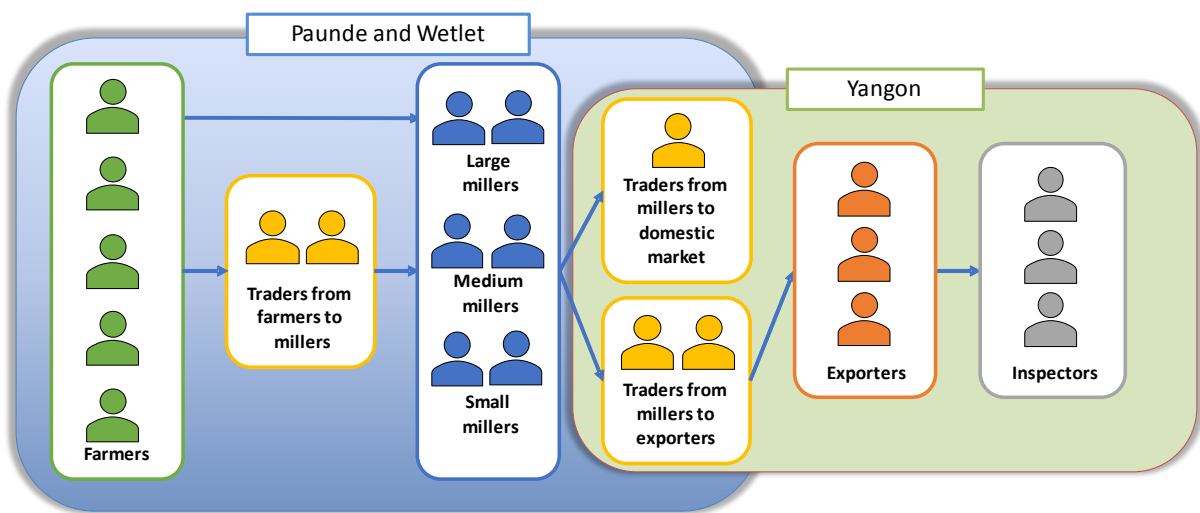 Paunde and Wetlet
Yangon
Farmers
Traders from
farmers to
millers
Large
millers
Medium
millers
Small
millers
Traders from
millers to
domestic
market
Traders from
millers to
exporters
Exporters
Inspectors